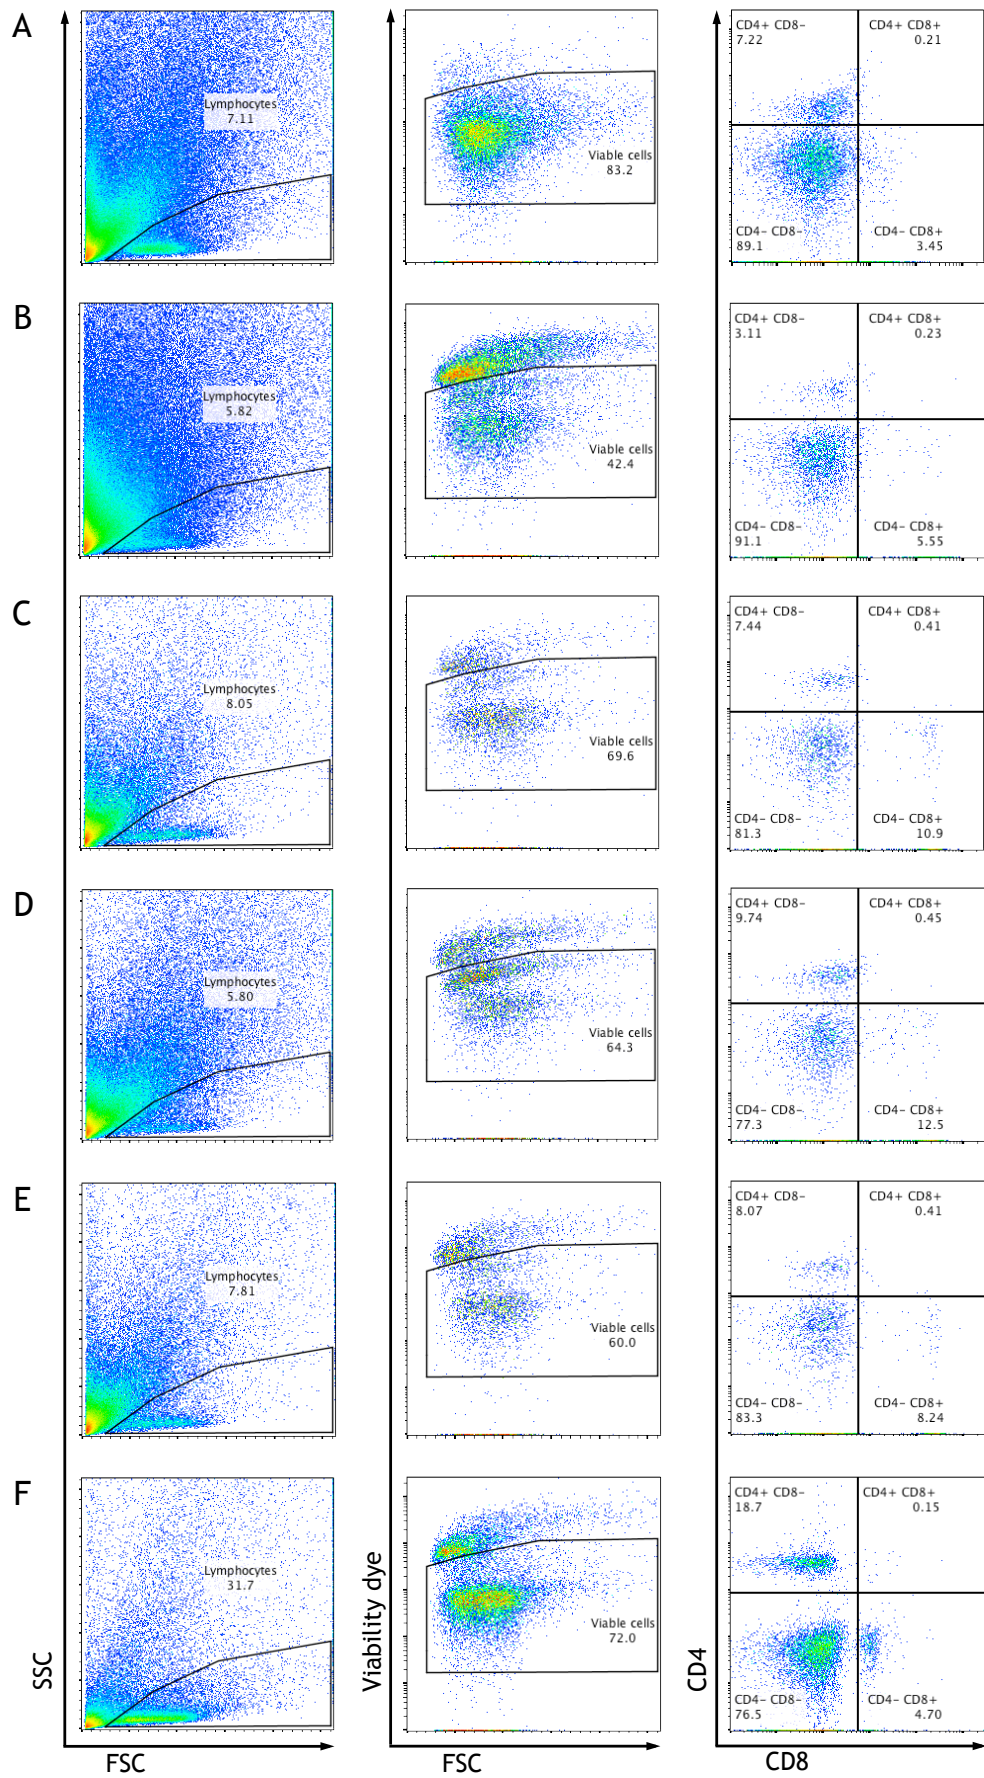 A
Lymphocytes
7.11
Viable cells
83.2
CD4+ CD8-
7.22
CD4+ CD8+
0.21
CD4- CD8-
89.1
CD4- CD8+
3.45
B
Lymphocytes
5.82
Viable cells
42.4
CD4+ CD8-
3.11
CD4+ CD8+
0.23
CD4- CD8-
91.1
CD4- CD8+
5.55
C
Lymphocytes
8.05
Viable cells
69.6
CD4+ CD8-
7.44
CD4+ CD8+
0.41
CD4- CD8-
81.3
CD4- CD8+
10.9
D
Lymphocytes
5.80
Viable cells
64.3
CD4+ CD8-
9.74
CD4+ CD8+
0.45
CD4- CD8-
77.3
CD4- CD8+
12.5
E
Lymphocytes
7.81
Viable cells
60.0
CD4+ CD8-
8.07
CD4+ CD8+
0.41
CD4- CD8-
83.3
CD4- CD8+
8.24
F
Lymphocytes
31.7
Viable cells
72.0
CD4+ CD8-
18.7
CD4+ CD8+
0.15
CD4- CD8-
76.5
CD4- CD8+
4.70
SSC
FSC
Viability dye
FSC
CD4
CD8